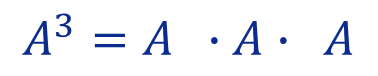 A³ = A · A · A